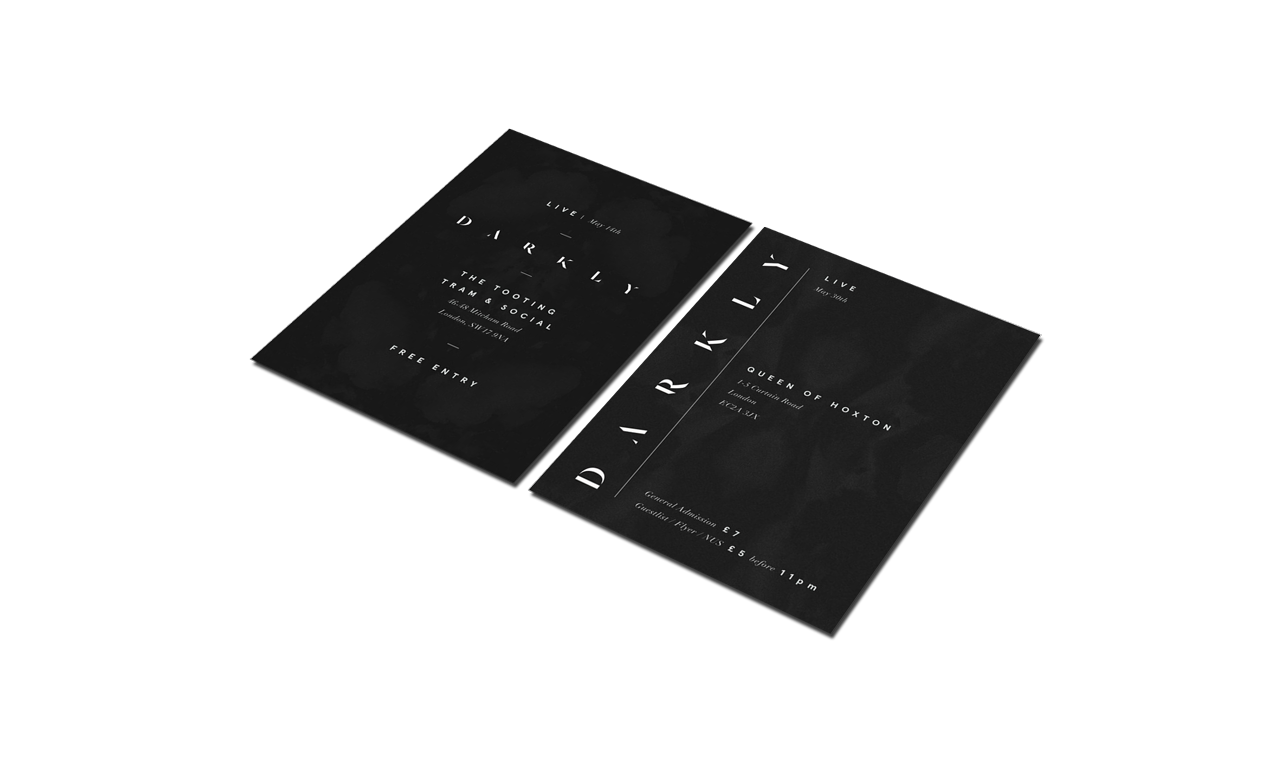 LIVE | May 14th
DARKLY
THE TOOTING
TRAM & SOCIAL
46-48 Mitcham Road
London, SW17 9NA
FREE ENTRY
DARKLY
LIVE
May 30th
QUEEN OF HOXTON
1-5 Curtain Road
London
EC2A 3JX
General Admission £7
Guestlist / Flyer / NUS £5 before 11pm